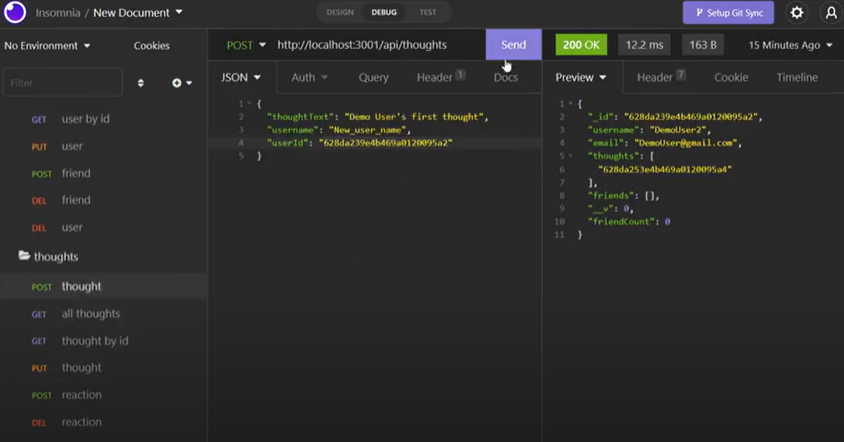 Insomnia / New Document
DESIGN DEBUG TEST
Setup Git Sync
No Environment Cookies
POST http://localhost:3001/api/thoughts Send
200 OK 12.2 ms 163 B 15 Minutes Ago
Filter
JSON Auth Query Header 1 Docs
Preview Header 7 Cookie Timeline
GET user by id
PUT user
POST friend
DEL friend
DEL user
thoughts
POST thought
GET all thoughts
GET thought by id
PUT thought
POST reaction
DEL reaction
1 {
2 "thoughtText": "Demo User's first thought",
3 "username": "New_user_name",
4 "userId": "628da239e4b469a0120095a2"
5 }
1 {
2 "_id": "628da239e4b469a0120095a2",
3 "username": "DemoUser2",
4 "email": "DemoUser@gmail.com",
5 "thoughts": [
6 "628da253e4b469a0120095a4"
7 ],
8 "friends": [],
9 "__v": 0,
10 "friendCount": 0
11 }